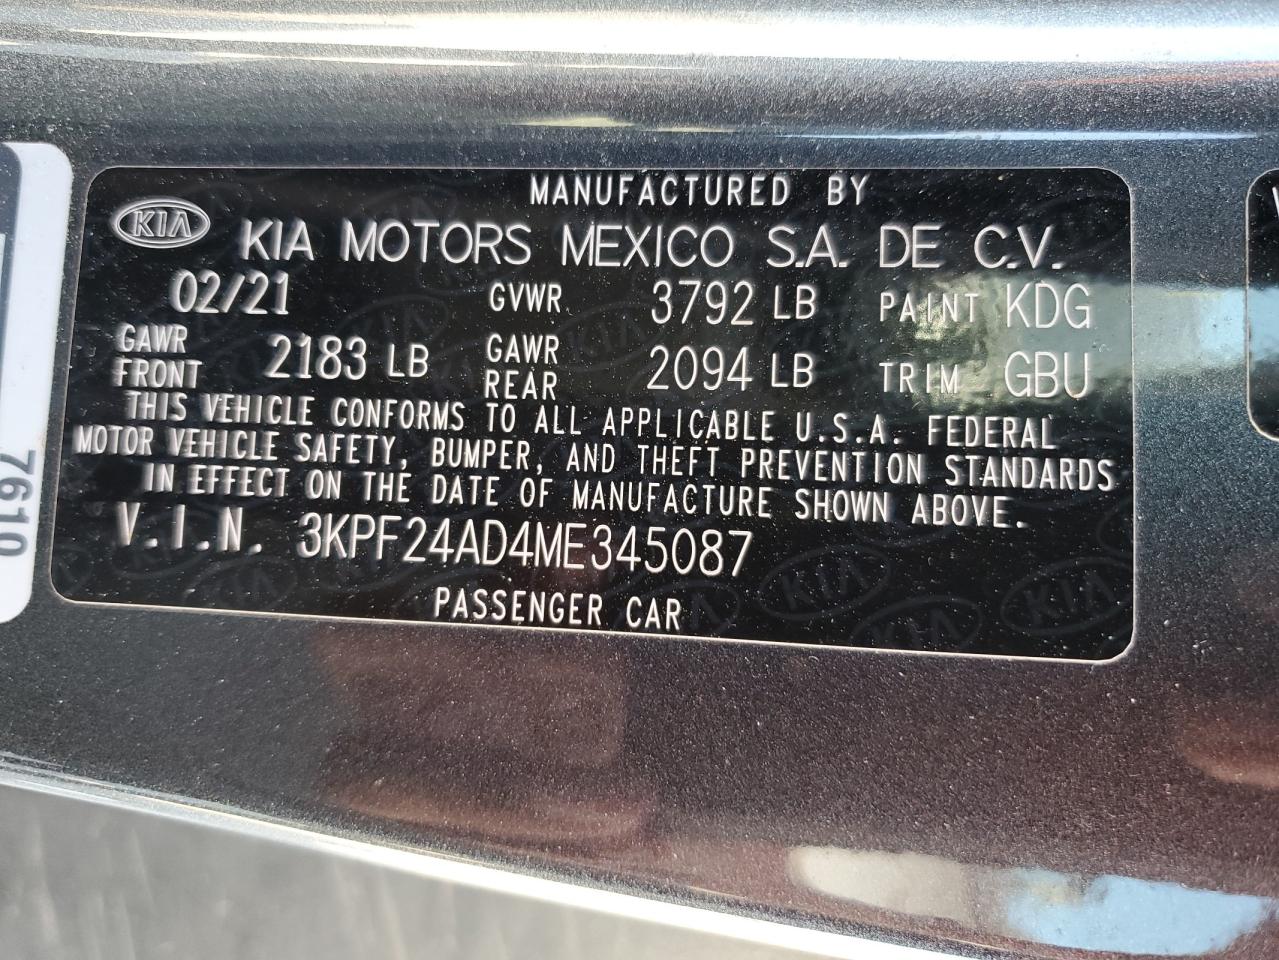 MANUFACTURED BY
KIA KIA MOTORS MEXICO S.A. DE C.V.
02/21 GVWR 3792 LB PAINT KDG
GAWR FRONT 2183 LB GAWR REAR 2094 LB TRIM GBU
THIS VEHICLE CONFORMS TO ALL APPLICABLE U.S.A. FEDERAL
MOTOR VEHICLE SAFETY, BUMPER, AND THEFT PREVENTION STANDARDS
IN EFFECT ON THE DATE OF MANUFACTURE SHOWN ABOVE.
V.I.N. 3KPF24AD4ME345087
PASSENGER CAR